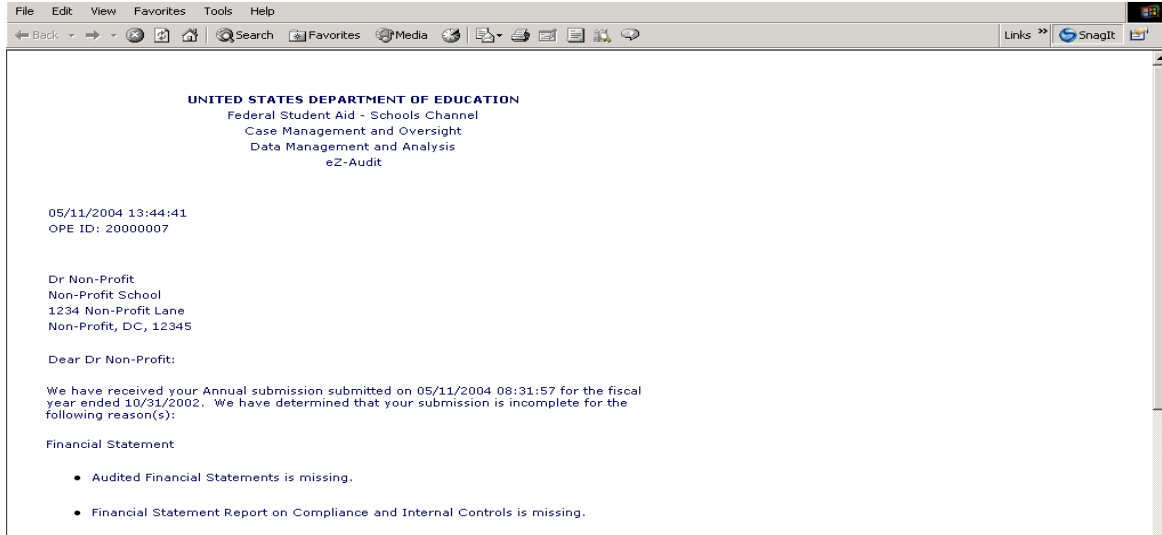 File Edit View Favorites Tools Help
Back Search Favorites Media Links » SnagIt
UNITED STATES DEPARTMENT OF EDUCATION
Federal Student Aid - Schools Channel
Case Management and Oversight
Data Management and Analysis
eZ-Audit
05/11/2004 13:44:41
OPE ID: 20000007
Dr Non-Profit
Non-Profit School
1234 Non-Profit Lane
Non-Profit, DC, 12345
Dear Dr Non-Profit:
We have received your Annual submission submitted on 05/11/2004 08:31:57 for the fiscal
year ended 10/31/2002. We have determined that your submission is incomplete for the
following reason(s):
Financial Statement
• Audited Financial Statements is missing.
• Financial Statement Report on Compliance and Internal Controls is missing.